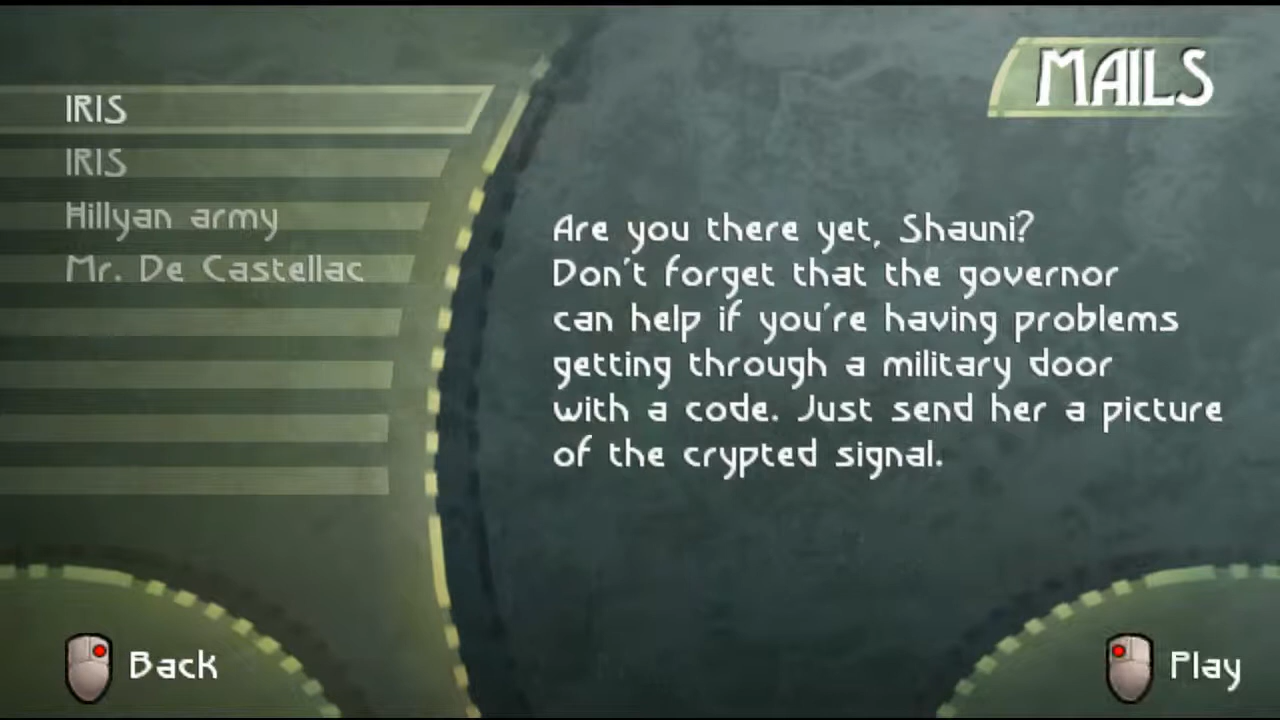 MAILS
IRIS
IRIS
Hillyan army
Mr. De Castellac
Are you there yet, Shauni?
Don't forget that the governor
can help if you're having problems
getting through a military door
with a code. Just send her a picture
of the crypted signal.
Back
Play